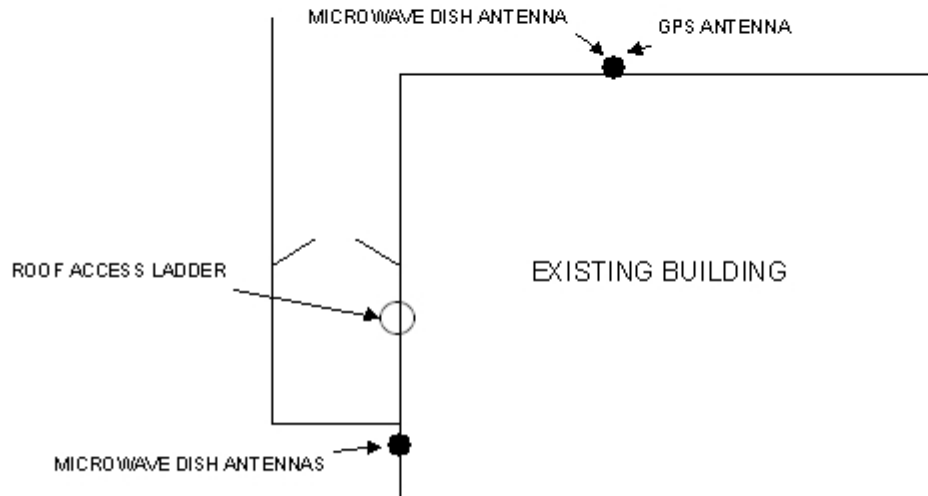 MICROWAVE DISH ANTENNA
GPS ANTENNA
ROOF ACCESS LADDER
EXISTING BUILDING
MICROWAVE DISH ANTENNAS